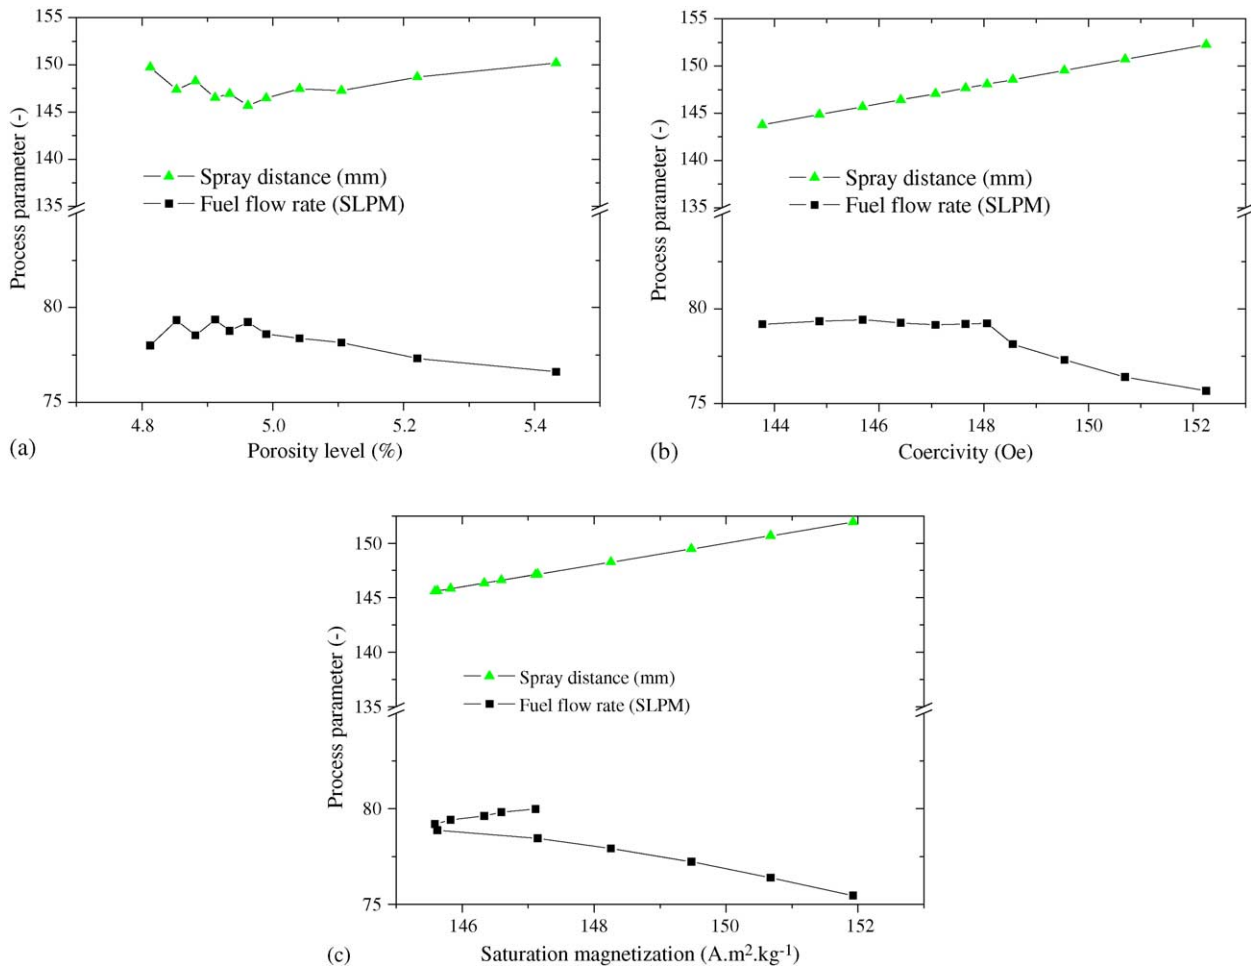 155
150
145
140
135
80
75
Process parameter (-)
Spray distance (mm)
Fuel flow rate (SLPM)
4.8
5.0
5.2
5.4
Porosity level (%)
(a)
155
150
145
140
135
80
75
Process parameter (-)
Spray distance (mm)
Fuel flow rate (SLPM)
144
146
148
150
152
Coercivity (Oe)
(b)
150
145
140
135
80
75
Process parameter (-)
Spray distance (mm)
Fuel flow rate (SLPM)
146
148
150
152
Saturation magnetization (A.m².kg⁻¹)
(c)